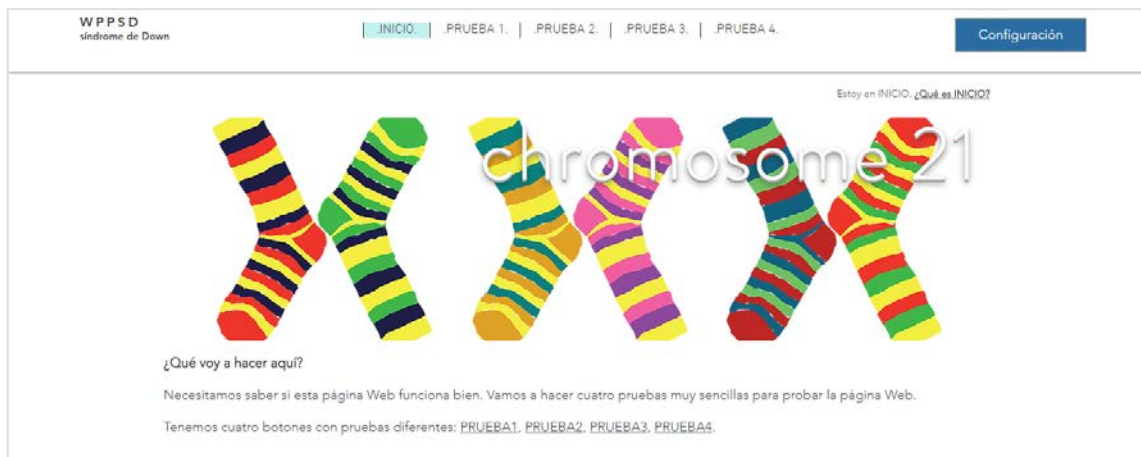 WPPSD
síndrome de Down
.INICIO. | .PRUEBA 1. | .PRUEBA 2. | .PRUEBA 3. | .PRUEBA 4.
Configuración
Estoy en INICIO. ¿Qué es INICIO?
chromosome 21
¿Qué voy a hacer aquí?
Necesitamos saber si esta página Web funciona bien. Vamos a hacer cuatro pruebas muy sencillas para probar la página Web.
Tenemos cuatro botones con pruebas diferentes: PRUEBA1, PRUEBA2, PRUEBA3, PRUEBA4.